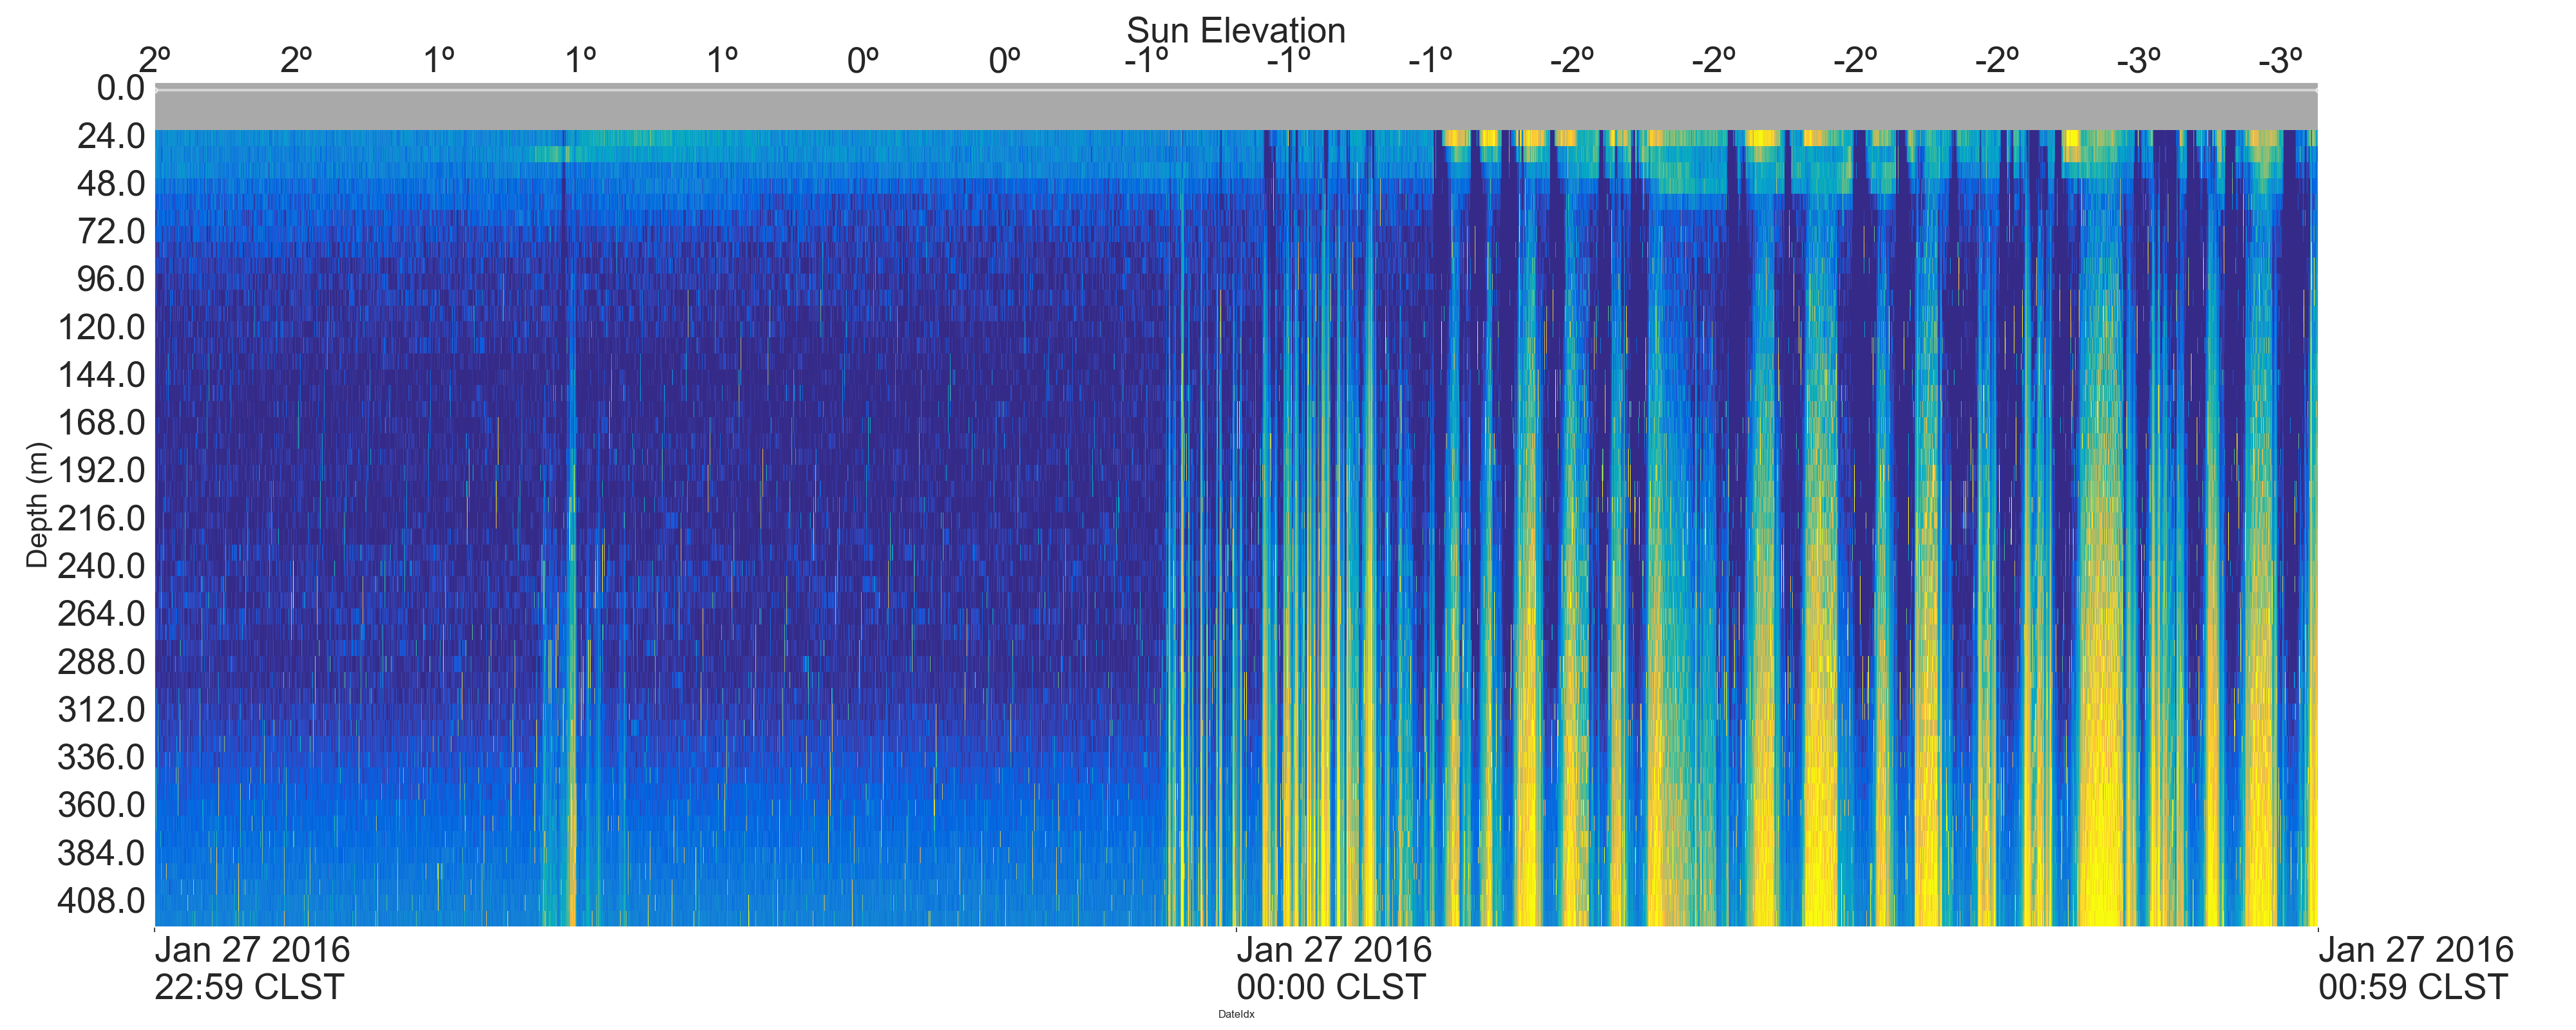 Sun Elevation
2º 2º 1º 1º 1º 0º 0º -1º -1º -1º -2º -2º -2º -2º -3º -3º
0.0
24.0
48.0
72.0
96.0
120.0
144.0
168.0
192.0
216.0
240.0
264.0
288.0
312.0
336.0
360.0
384.0
408.0
Depth (m)
Jan 27 2016
22:59 CLST
Jan 27 2016
00:00 CLST
Jan 27 2016
00:59 CLST
DateIdx